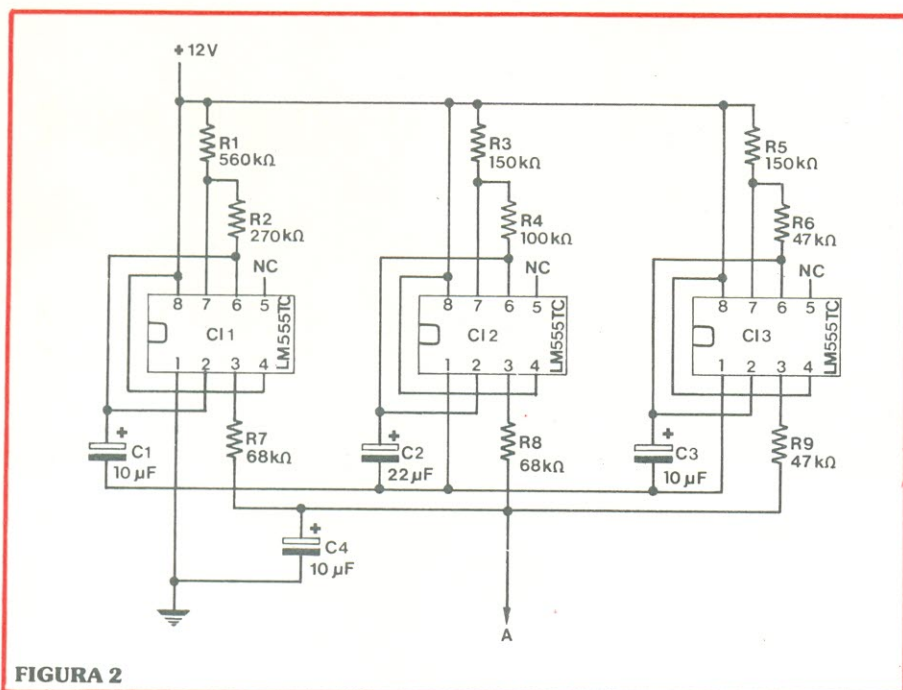 +12V
R1
560kΩ
R3
150kΩ
R5
150kΩ
R2
270kΩ
R4
100kΩ
R6
47kΩ
NC
NC
NC
8 7 6 5
8 7 6 5
8 7 6 5
CI1
LM555TC
CI2
LM555TC
CI3
LM555TC
1 2 3 4
1 2 3 4
1 2 3 4
+
C1
10µF
R7
68kΩ
+
C2
22µF
R8
68kΩ
+
C3
10µF
R9
47kΩ
+
C4
10µF
A
FIGURA 2